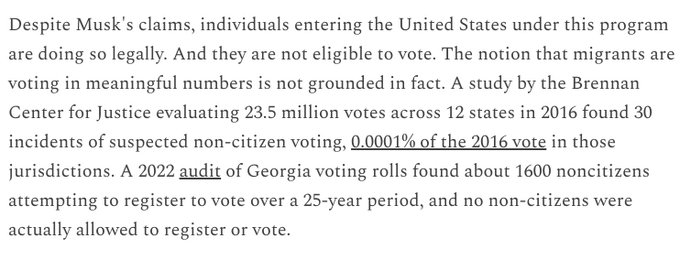 Despite Musk's claims, individuals entering the United States under this program
are doing so legally. And they are not eligible to vote. The notion that migrants are
voting in meaningful numbers is not grounded in fact. A study by the Brennan
Center for Justice evaluating 23.5 million votes across 12 states in 2016 found 30
incidents of suspected non-citizen voting, 0.0001% of the 2016 vote in those
jurisdictions. A 2022 audit of Georgia voting rolls found about 1600 noncitizens
attempting to register to vote over a 25-year period, and no non-citizens were
actually allowed to register or vote.